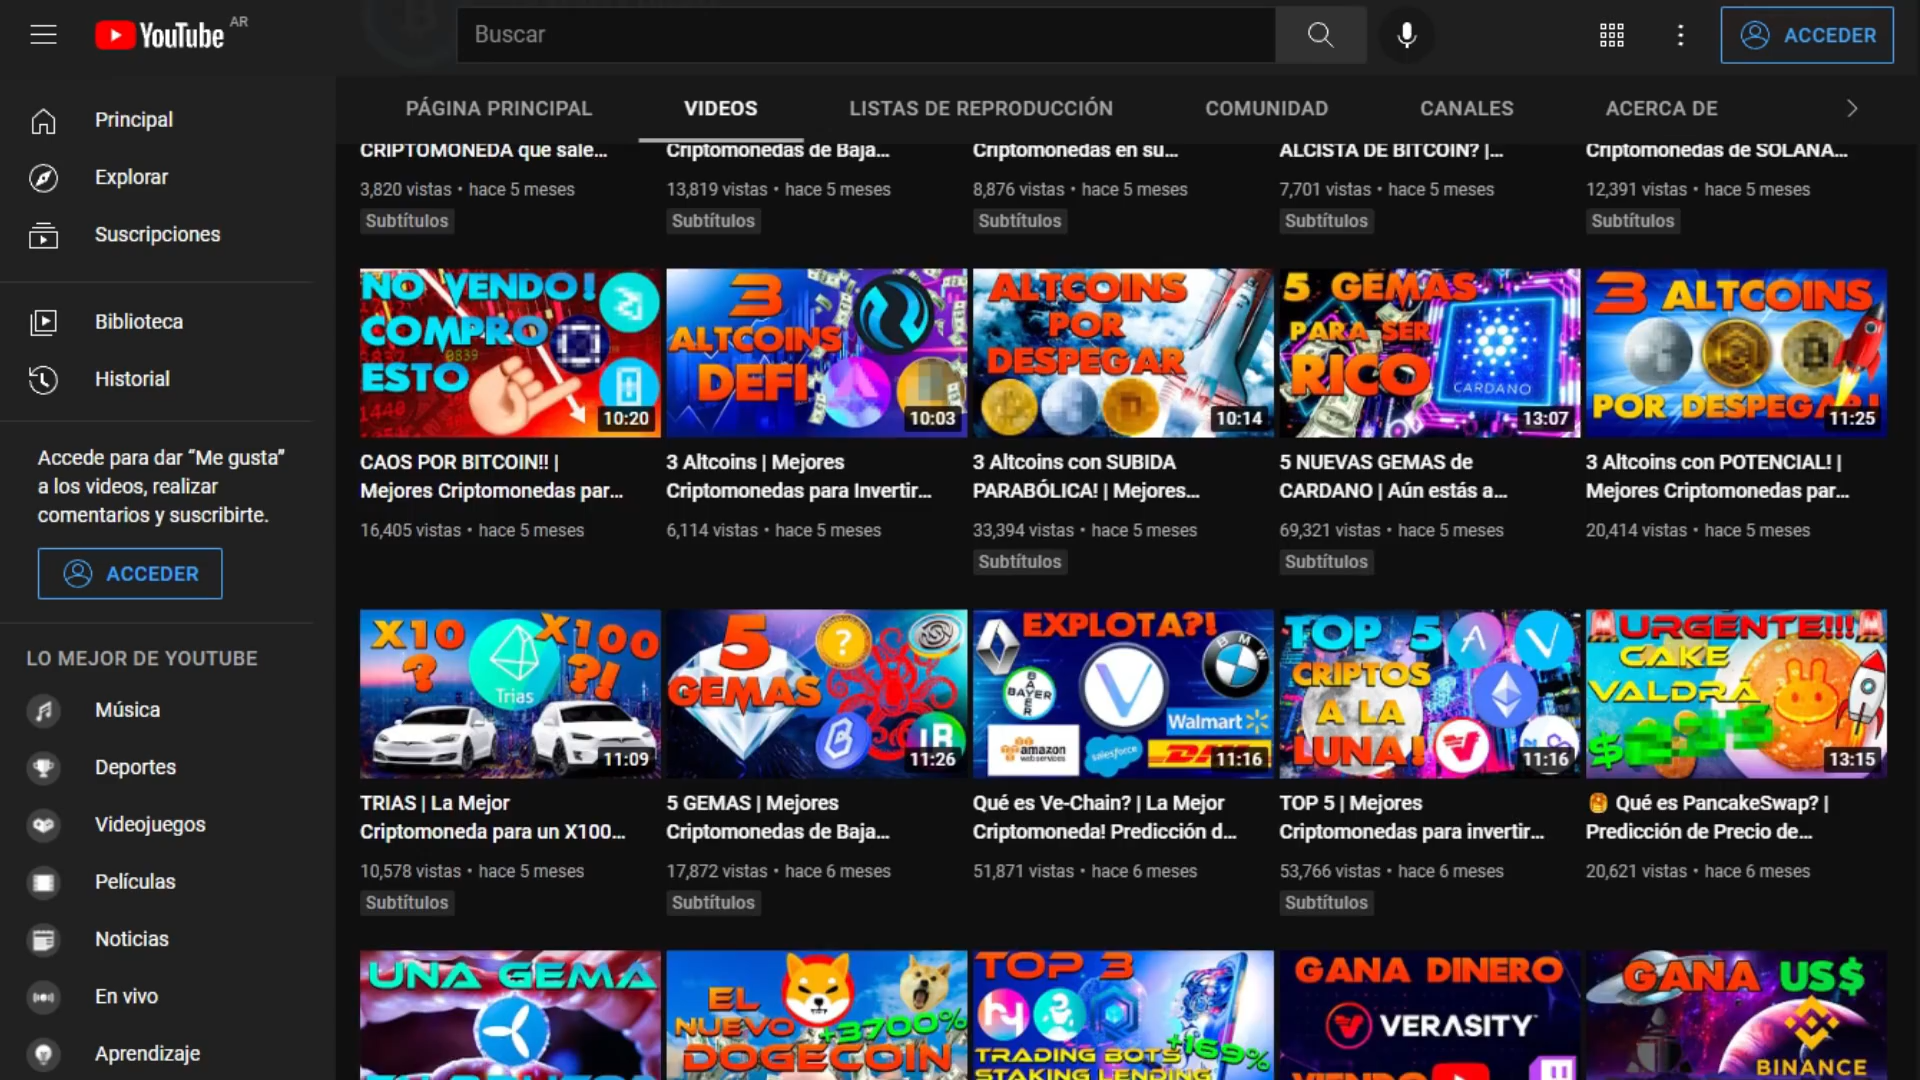 YouTube AR
Buscar
ACCEDER
Principal
Explorar
Suscripciones
Biblioteca
Historial
Accede para dar “Me gusta”
a los videos, realizar
comentarios y suscribirte.
ACCEDER
LO MEJOR DE YOUTUBE
Música
Deportes
Videojuegos
Películas
Noticias
En vivo
Aprendizaje
PÁGINA PRINCIPAL
VIDEOS
LISTAS DE REPRODUCCIÓN
COMUNIDAD
CANALES
ACERCA DE
CRIPTOMONEDA que sale...
3,820 vistas • hace 5 meses
Subtítulos
Criptomonedas de Baja...
13,819 vistas • hace 5 meses
Subtítulos
Criptomonedas en su...
8,876 vistas • hace 5 meses
Subtítulos
ALCISTA DE BITCOIN? |...
7,701 vistas • hace 5 meses
Subtítulos
Criptomonedas de SOLANA...
12,391 vistas • hace 5 meses
Subtítulos
NO VENDO!
COMPRO
ESTO
0839
10:20
CAOS POR BITCOIN!! |
Mejores Criptomonedas par...
16,405 vistas • hace 5 meses
3
ALTCOINS
DEFI
10:03
3 Altcoins | Mejores
Criptomonedas para Invertir...
6,114 vistas • hace 5 meses
ALTCOINS
POR
DESPEGAR
10:14
3 Altcoins con SUBIDA
PARABÓLICA! | Mejores...
33,394 vistas • hace 5 meses
Subtítulos
5 GEMAS
PARA SER
RICO
CARDANO
13:07
5 NUEVAS GEMAS de
CARDANO | Aún estás a...
69,321 vistas • hace 5 meses
Subtítulos
3 ALTCOINS
POR DESPEGAR!
11:25
3 Altcoins con POTENCIAL! |
Mejores Criptomonedas par...
20,414 vistas • hace 5 meses
X10
?
X100
?!
Trias
11:09
TRIAS | La Mejor
Criptomoneda para un X100...
10,578 vistas • hace 5 meses
Subtítulos
5
GEMAS
?
11:26
5 GEMAS | Mejores
Criptomonedas de Baja...
17,872 vistas • hace 6 meses
Subtítulos
EXPLOTA?!
BMW
BAYER
Walmart
amazon
web services
salesforce
DHL
11:16
Qué es Ve-Chain? | La Mejor
Criptomoneda! Predicción d...
51,871 vistas • hace 6 meses
TOP 5
CRIPTOS
A LA
LUNA!
11:16
TOP 5 | Mejores
Criptomonedas para invertir...
53,766 vistas • hace 6 meses
Subtítulos
URGENTE!!!
CAKE
VALDRÁ
13:15
Qué es PancakeSwap? |
Predicción de Precio de...
20,621 vistas • hace 6 meses
UNA GEMA
EL
NUEVO
+3700%
DOGECOIN
TOP 3
TRADING BOTS
+169%
STAKING LENDING
GANA DINERO
VERASITY
VIENDO
GANA US$
BINANCE